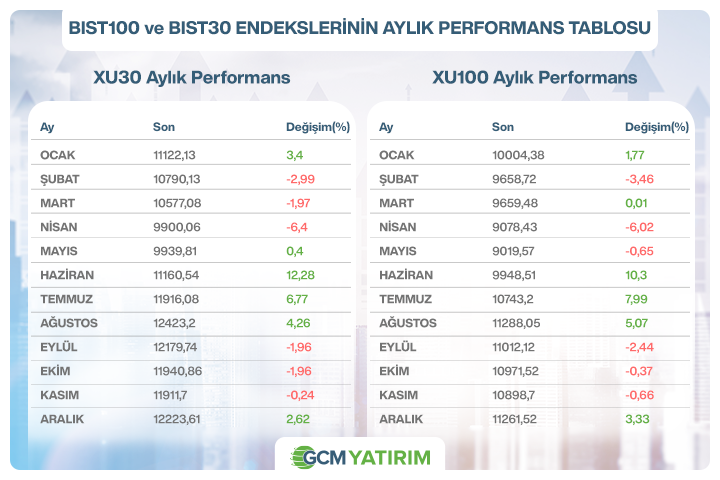 BIST100 ve BIST30 ENDEKSLERİNİN AYLIK PERFORMANS TABLOSU
XU30 Aylık Performans
Ay Son Değişim(%)
OCAK 11122,13 3,4
ŞUBAT 10790,13 -2,99
MART 10577,08 -1,97
NİSAN 9900,06 -6,4
MAYIS 9939,81 0,4
HAZİRAN 11160,54 12,28
TEMMUZ 11916,08 6,77
AĞUSTOS 12423,2 4,26
EYLÜL 12179,74 -1,96
EKİM 11940,86 -1,96
KASIM 11911,7 -0,24
ARALIK 12223,61 2,62
XU100 Aylık Performans
Ay Son Değişim(%)
OCAK 10004,38 1,77
ŞUBAT 9658,72 -3,46
MART 9659,48 0,01
NİSAN 9078,43 -6,02
MAYIS 9019,57 -0,65
HAZİRAN 9948,51 10,3
TEMMUZ 10743,2 7,99
AĞUSTOS 11288,05 5,07
EYLÜL 11012,12 -2,44
EKİM 10971,52 -0,37
KASIM 10898,7 -0,66
ARALIK 11261,52 3,33
GCM YATIRIM